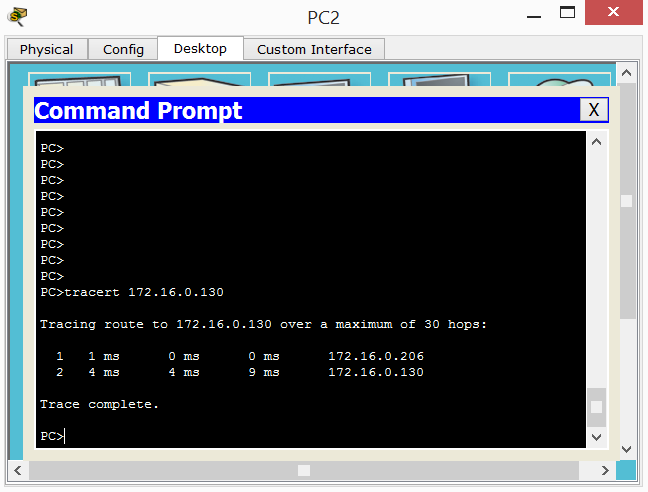 PC2
Physical Config Desktop Custom Interface
Command Prompt X
PC>
PC>
PC>
PC>
PC>
PC>
PC>
PC>
PC>
PC>tracert 172.16.0.130
Tracing route to 172.16.0.130 over a maximum of 30 hops:
1 1 ms 0 ms 0 ms 172.16.0.206
2 4 ms 4 ms 9 ms 172.16.0.130
Trace complete.
PC>